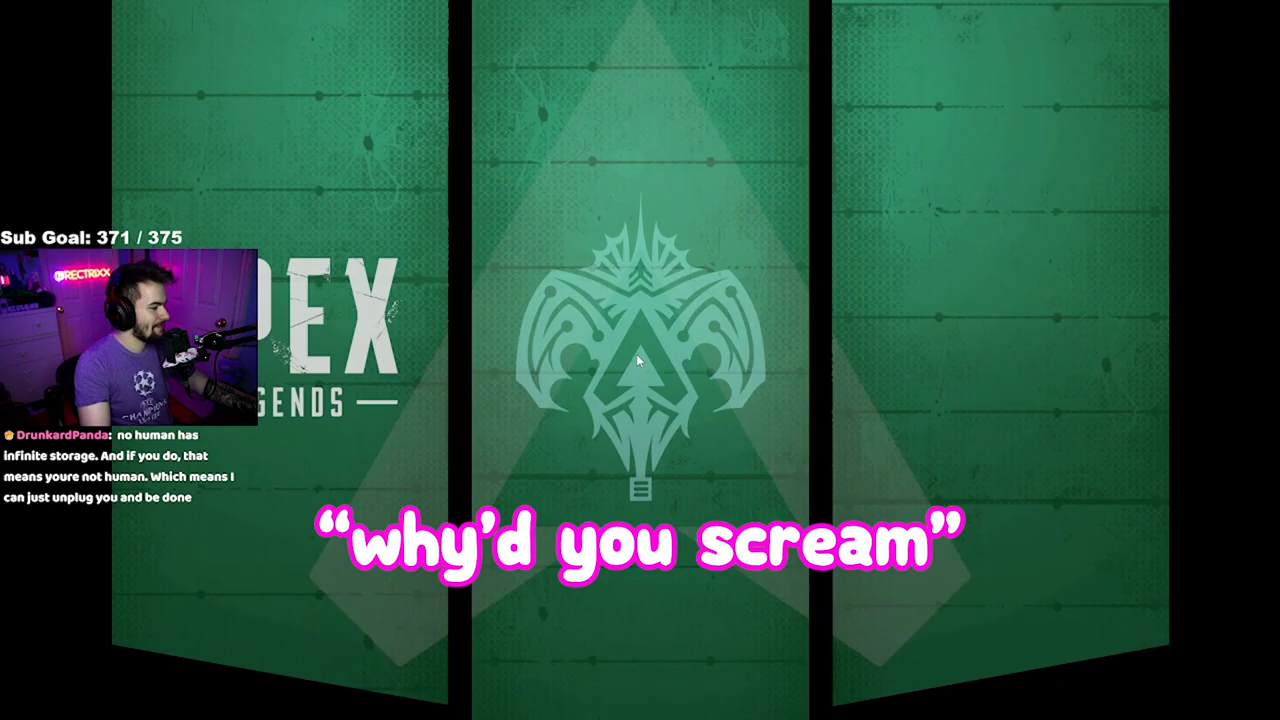 Sub Goal: 371 / 375
@RECTRIXX
PEX
GENDS
DrunkardPanda: no human has
infinite storage. And if you do, that
means youre not human. Which means I
can just unplug you and be done
“why’d you scream”